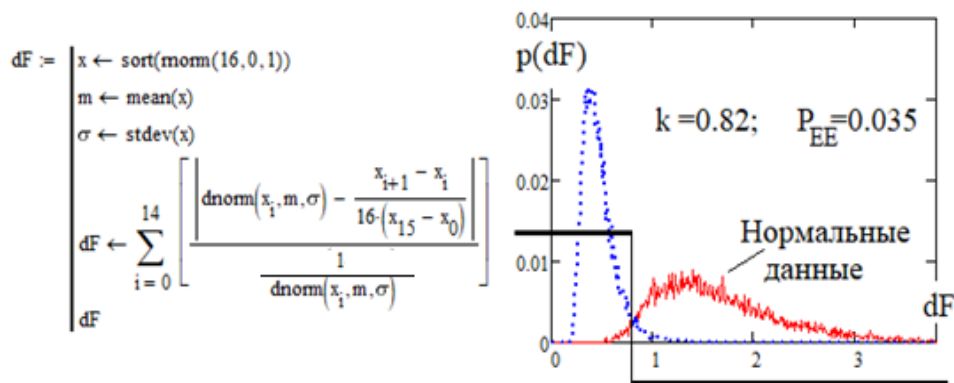 dF := x ← sort(rnorm(16,0,1))
m ← mean(x)
σ ← stdev(x)
dF ← ∑ i = 0 14 [ | dnorm(x_i, m, σ) − (x_{i+1} − x_i) / (16·(x_15 − x_0)) | / (1 / dnorm(x_i, m, σ)) ]
dF
0.04
p(dF)
0.03
k =0.82; P_EE=0.035
0.02
0.01
Нормальные
данные
dF
0
0 1 2 3